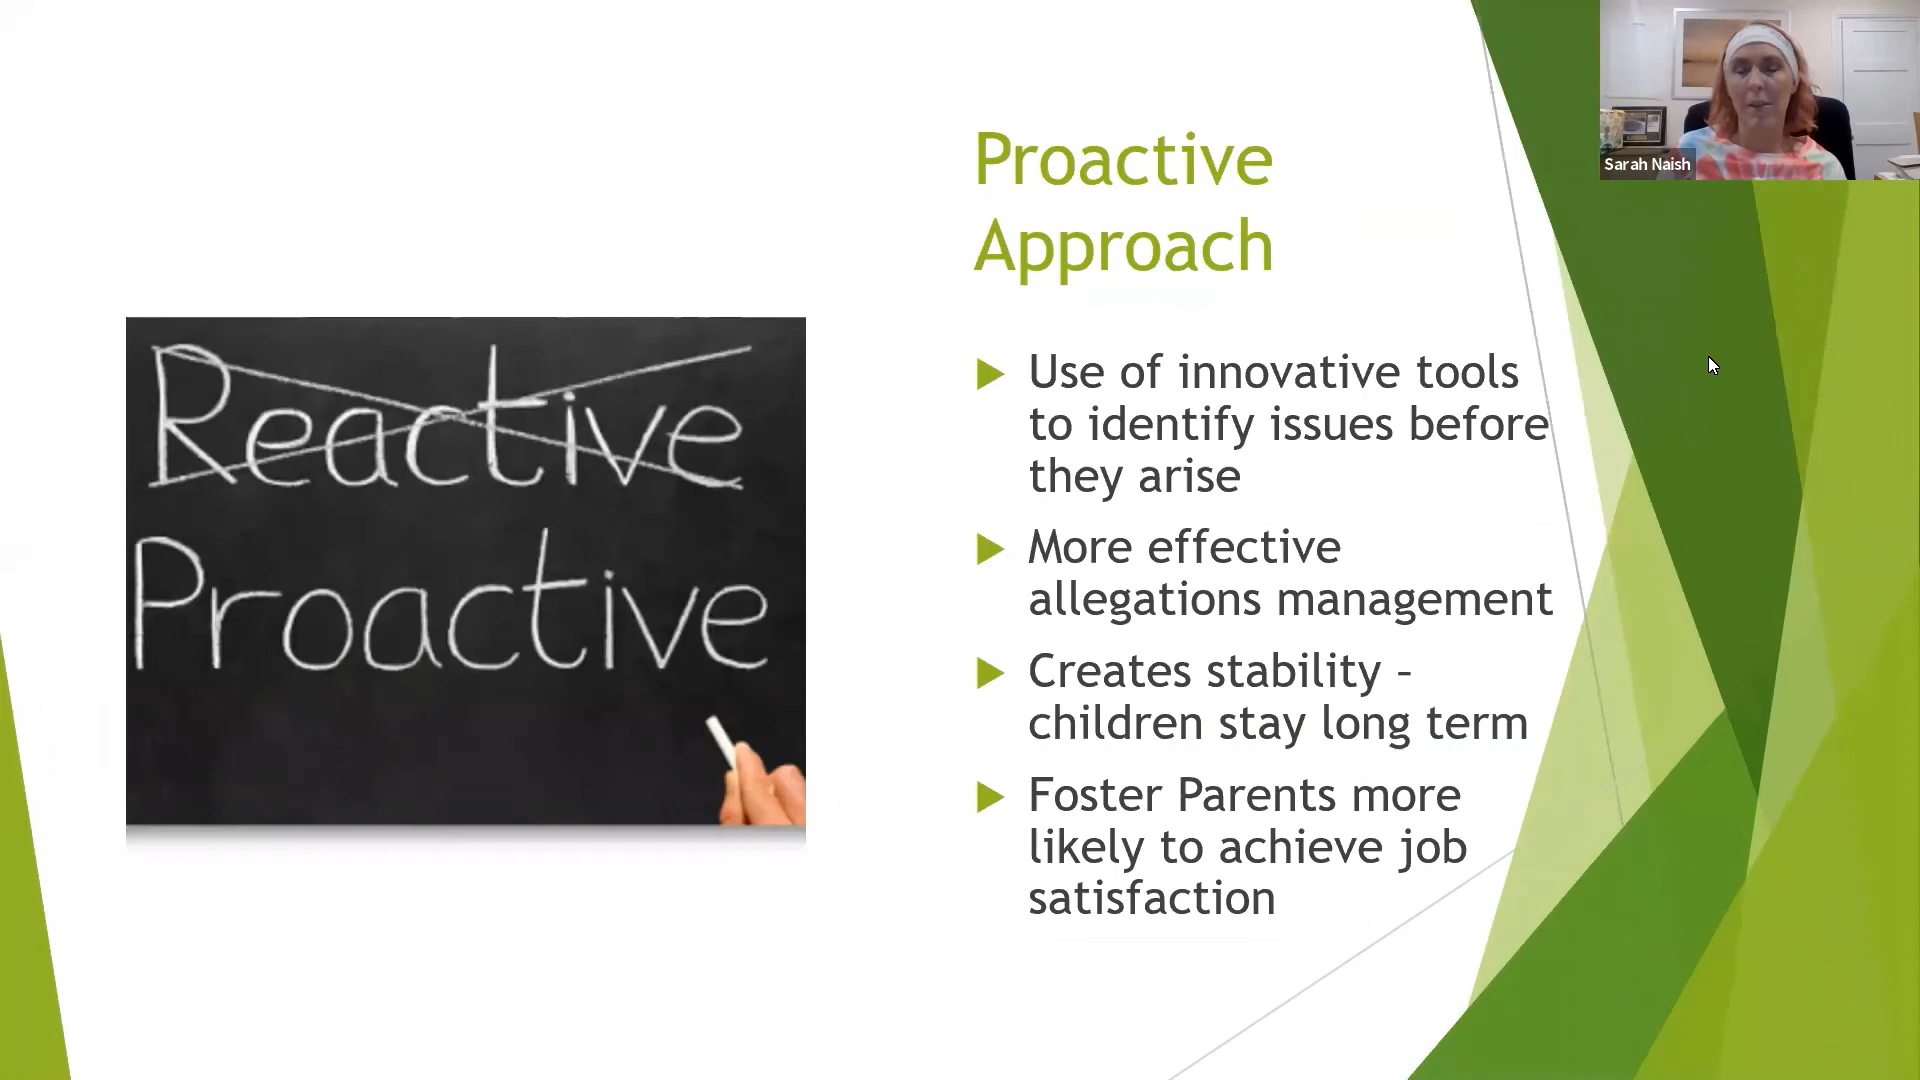 Proactive
Approach
Use of innovative tools
to identify issues before
they arise
More effective
allegations management
Creates stability –
children stay long term
Foster Parents more
likely to achieve job
satisfaction
Reactive
Proactive
Sarah Naish